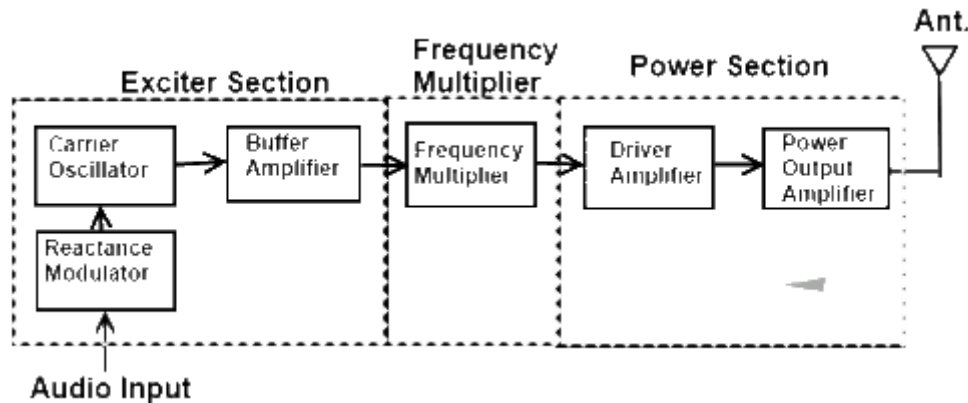 Ant.
Exciter Section
Frequency
Multiplier
Power Section
Carrier
Oscillator
Buffer
Amplifier
Frequency
Multiplier
Driver
Amplifier
Power
Output
Amplifier
Reactance
Modulator
Audio Input